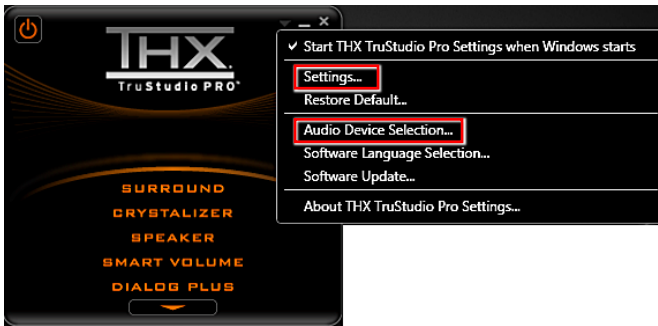 THX
TruStudio PRO
SURROUND
CRYSTALIZER
SPEAKER
SMART VOLUME
DIALOG PLUS
Start THX TruStudio Pro Settings when Windows starts
Settings...
Restore Default...
Audio Device Selection...
Software Language Selection...
Software Update...
About THX TruStudio Pro Settings...